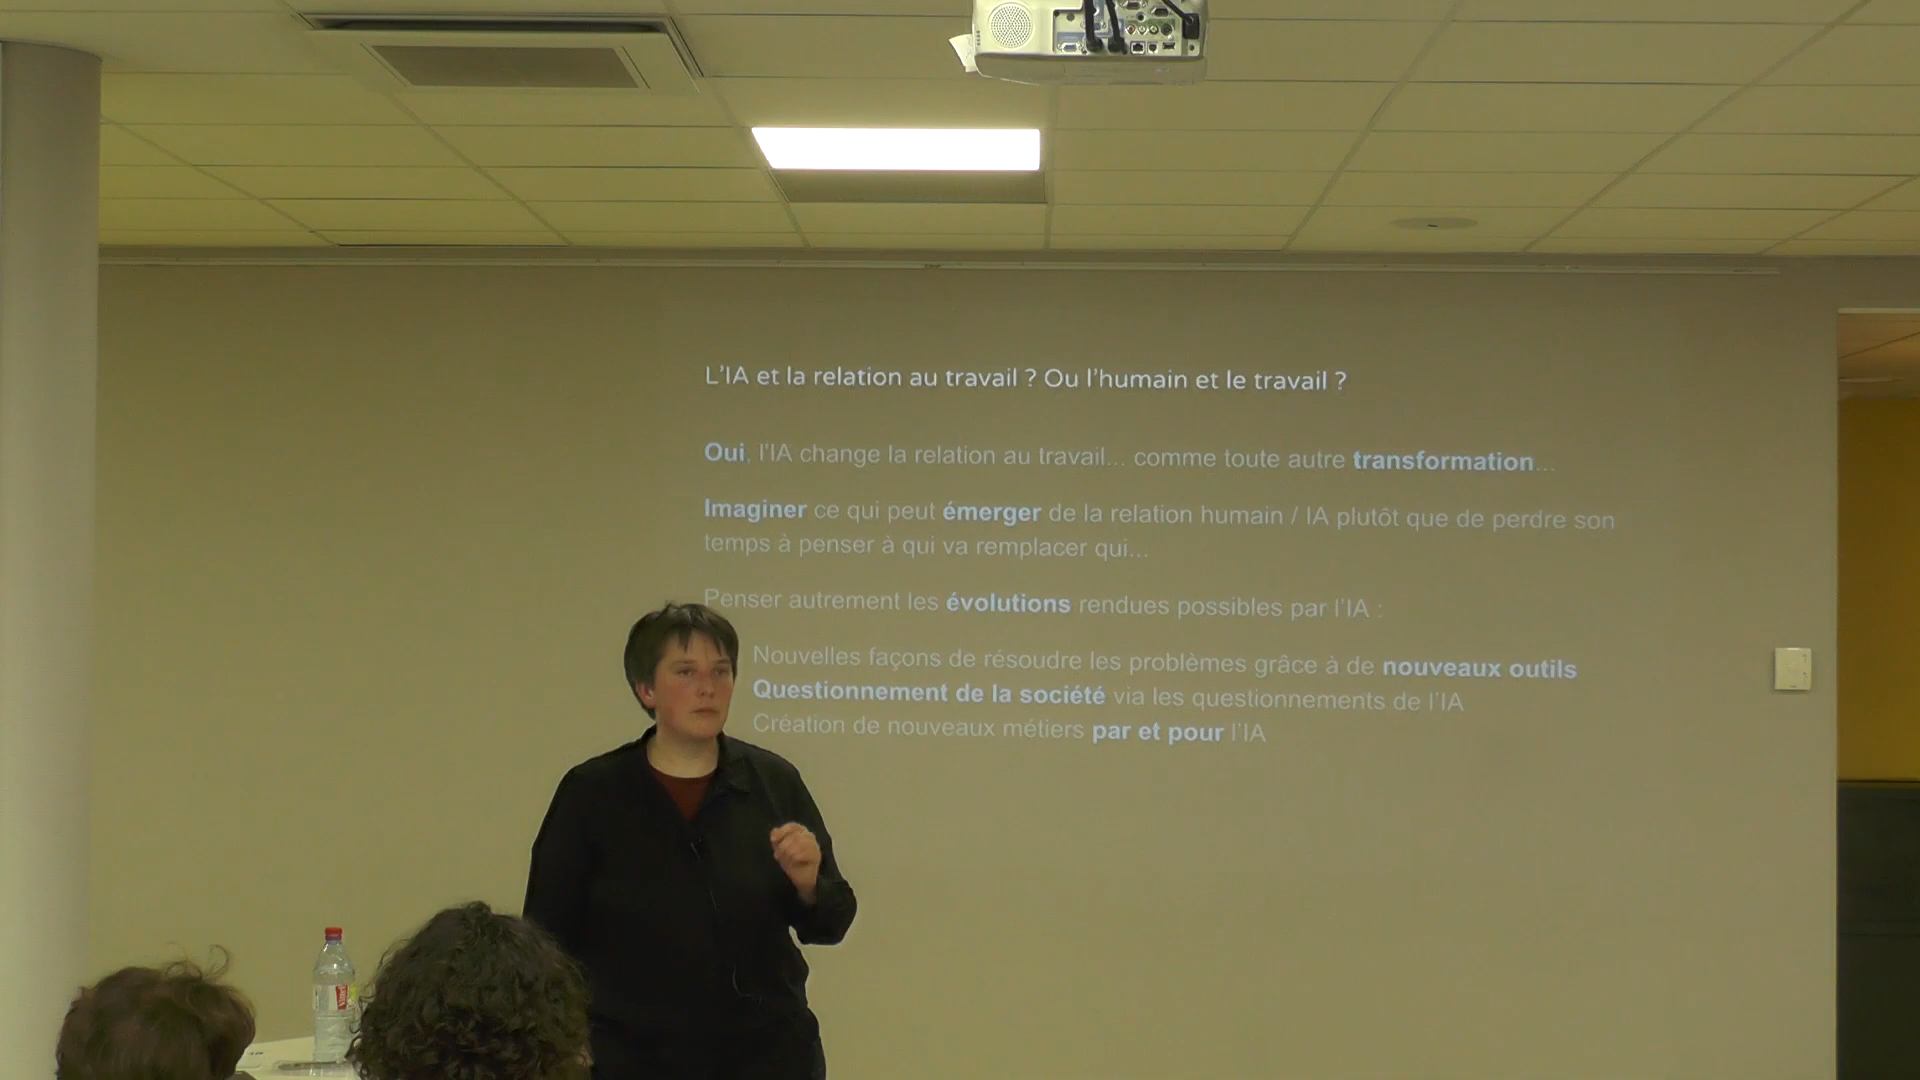 L'IA et la relation au travail ? Ou l'humain et le travail ?
Oui, l'IA change la relation au travail... comme toute autre transformation...
Imaginer ce qui peut émerger de la relation humain / IA plutôt que de perdre son
temps à penser à qui va remplacer qui...
Penser autrement les évolutions rendues possibles par l'IA :
Nouvelles façons de résoudre les problèmes grâce à de nouveaux outils
Questionnement de la société via les questionnements de l'IA
Création de nouveaux métiers par et pour l'IA
Vittel